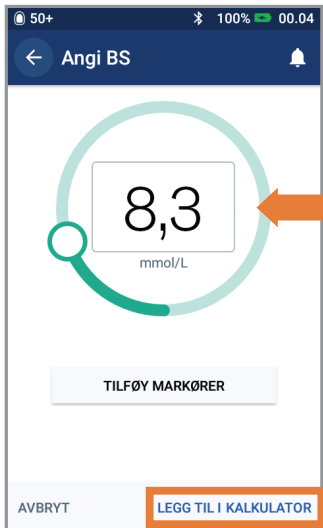 50+ 100% 00.04
Angi BS
8,3
mmol/L
TILFØY MARKØRER
AVBRYT LEGG TIL I KALKULATOR